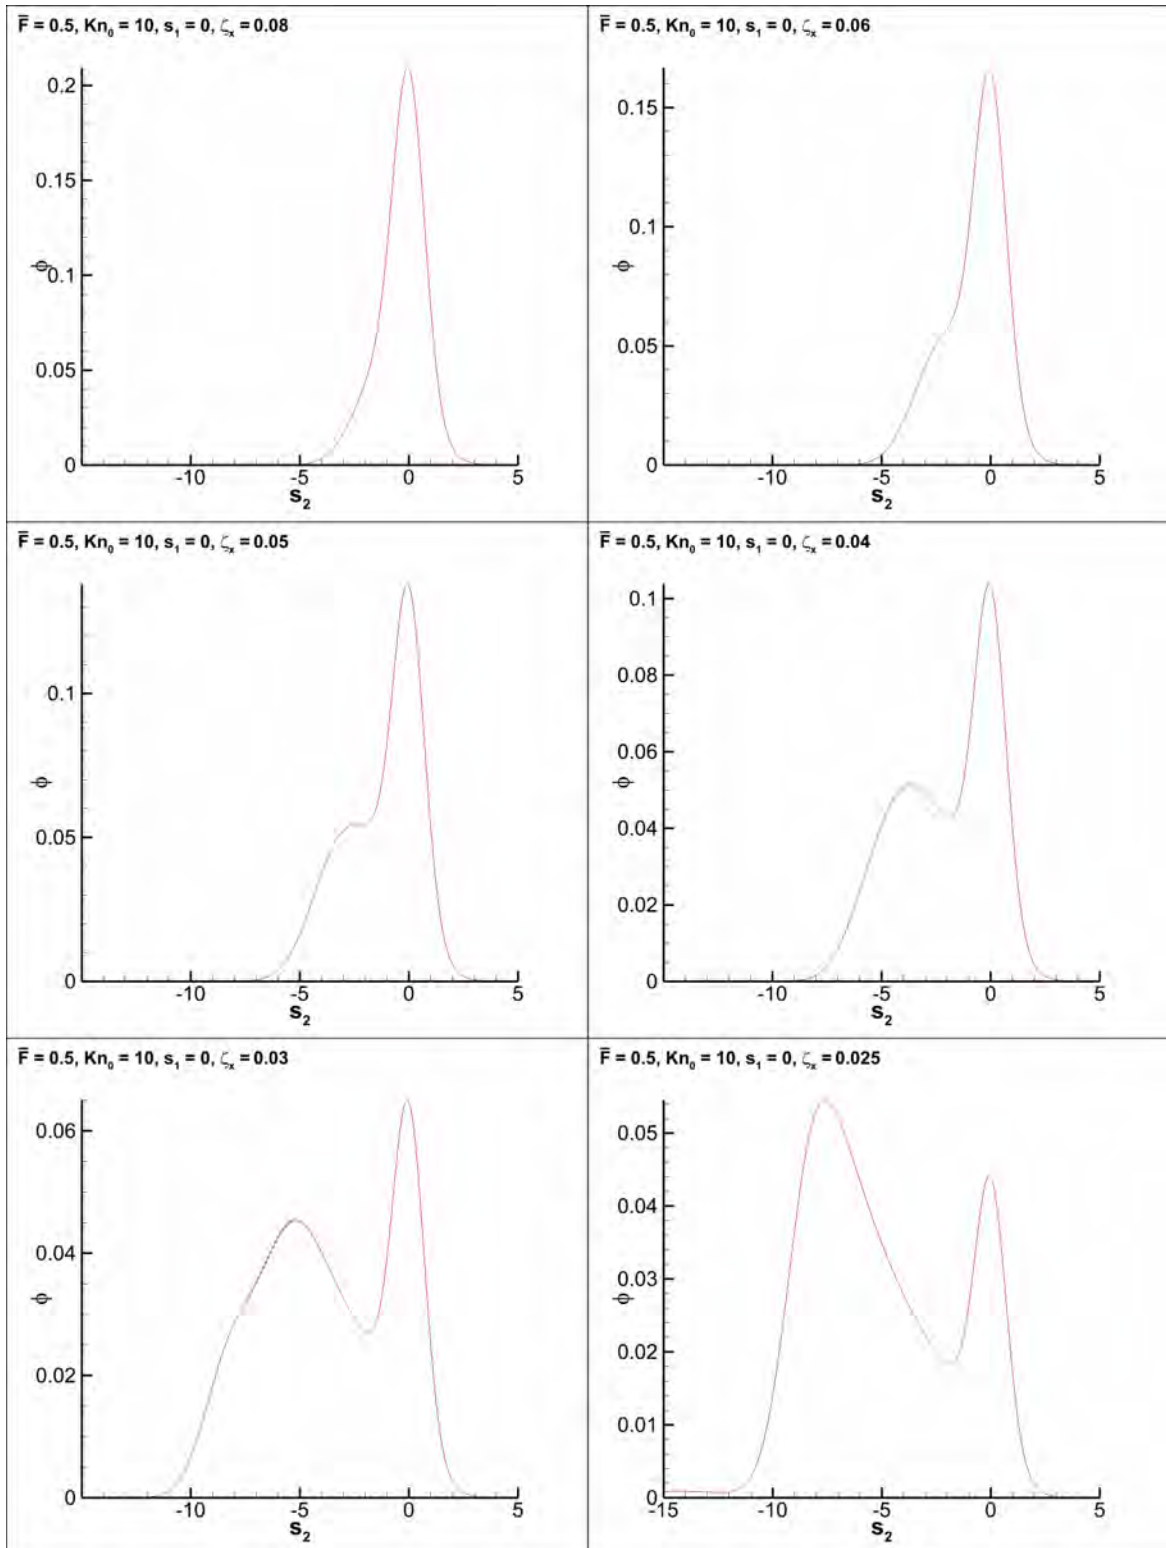 F̅ = 0.5, Kn₀ = 10, s₁ = 0, ζₓ = 0.08
0.2
0.15
ϕ
0.1
0.05
0
-10
-5
0
5
s₂
F̅ = 0.5, Kn₀ = 10, s₁ = 0, ζₓ = 0.06
0.15
0.1
ϕ
0.05
0
-10
-5
0
5
s₂
F̅ = 0.5, Kn₀ = 10, s₁ = 0, ζₓ = 0.05
0.1
ϕ
0.05
0
-10
-5
0
5
s₂
F̅ = 0.5, Kn₀ = 10, s₁ = 0, ζₓ = 0.04
0.1
0.08
0.06
ϕ
0.04
0.02
0
-10
-5
0
5
s₂
F̅ = 0.5, Kn₀ = 10, s₁ = 0, ζₓ = 0.03
0.06
0.04
ϕ
0.02
0
-10
-5
0
5
s₂
F̅ = 0.5, Kn₀ = 10, s₁ = 0, ζₓ = 0.025
0.05
0.04
0.03
ϕ
0.02
0.01
0
-15
-10
-5
0
5
s₂